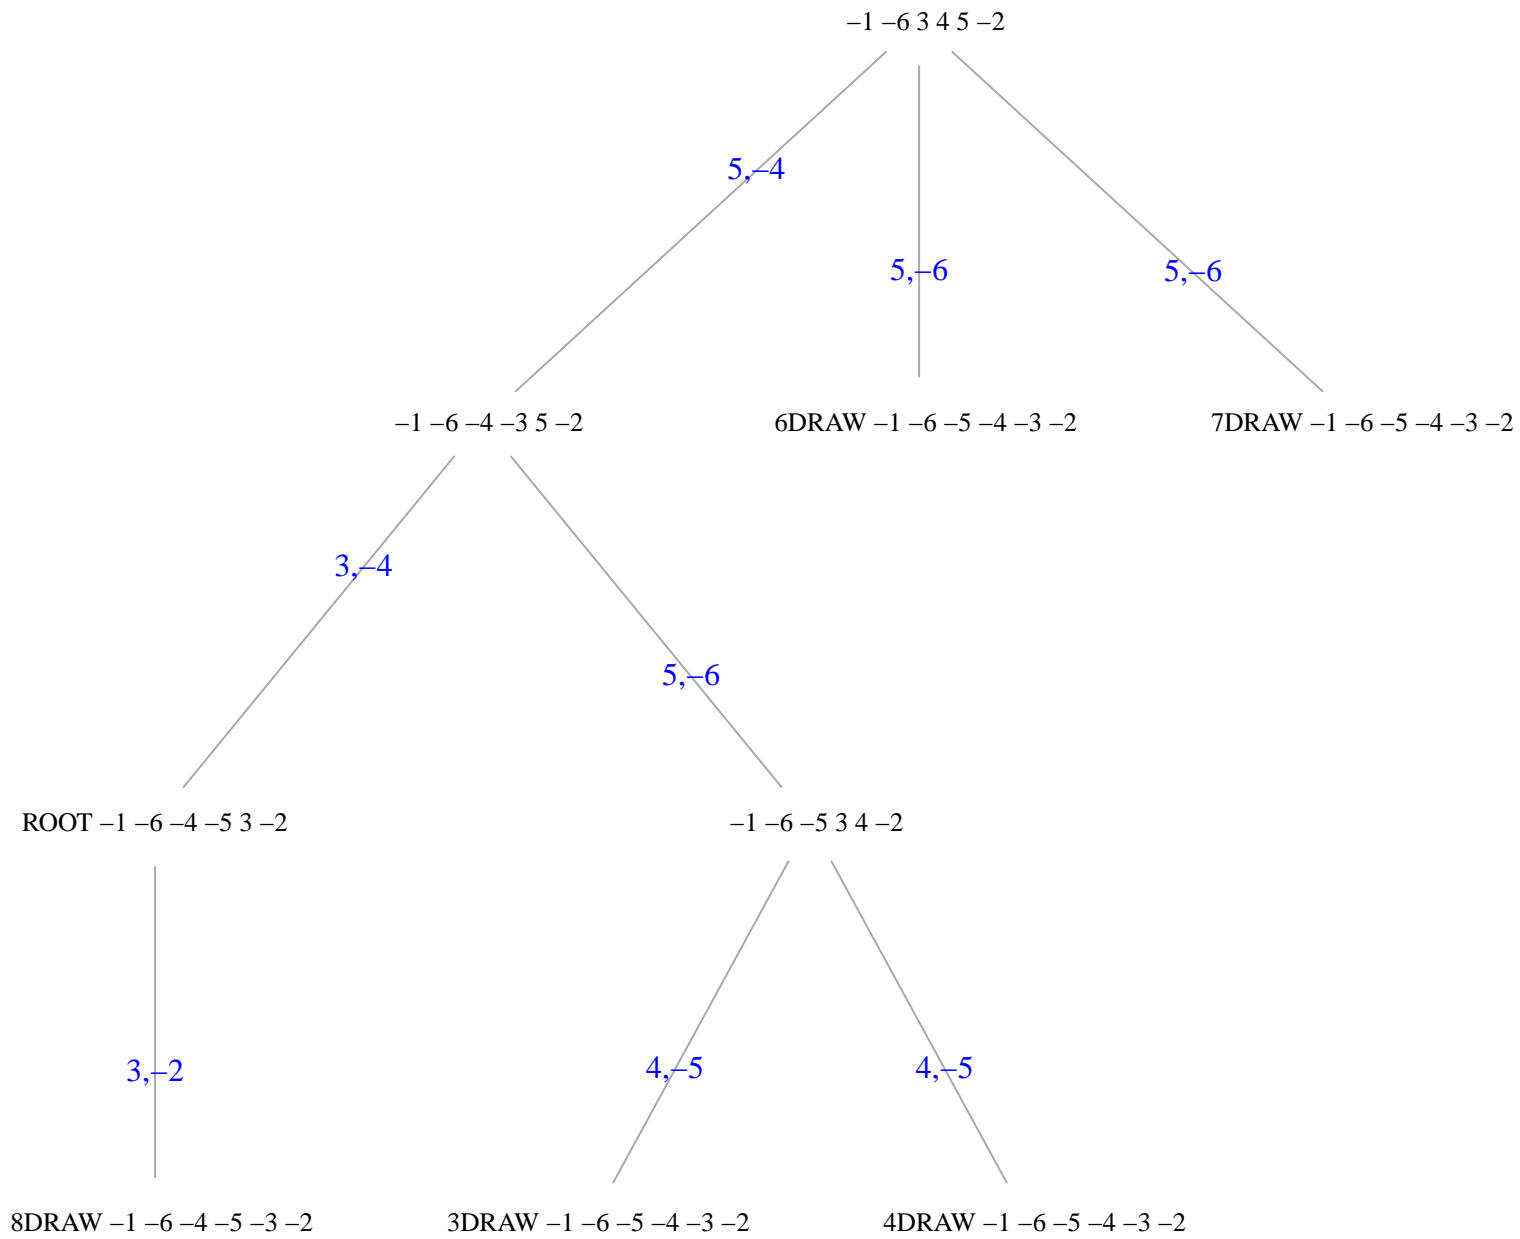 –1 –6 3 4 5 –2
5,–4
5,–6
5,–6
–1 –6 –4 –3 5 –2
6DRAW –1 –6 –5 –4 –3 –2
7DRAW –1 –6 –5 –4 –3 –2
3,–4
5,–6
ROOT –1 –6 –4 –5 3 –2
–1 –6 –5 3 4 –2
3,–2
4,–5
4,–5
8DRAW –1 –6 –4 –5 –3 –2
3DRAW –1 –6 –5 –4 –3 –2
4DRAW –1 –6 –5 –4 –3 –2